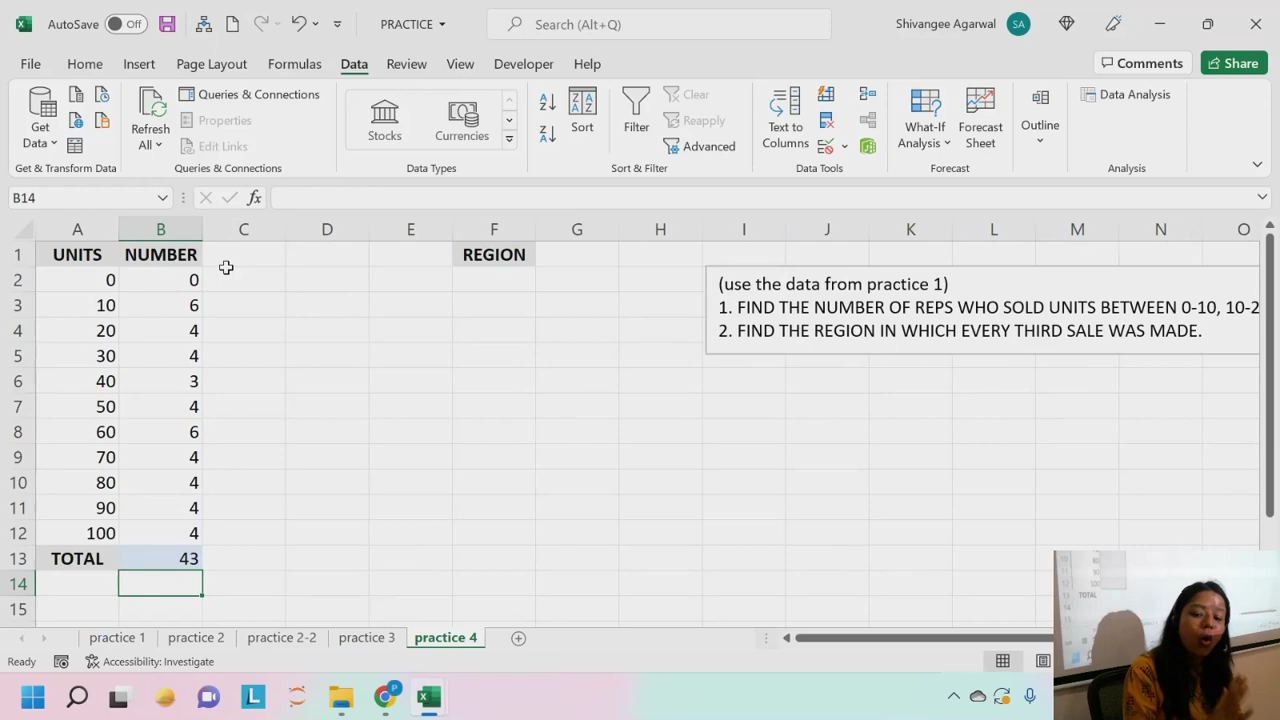 AutoSave Off PRACTICE Search (Alt+Q) Shivangee Agarwal SA
File Home Insert Page Layout Formulas Data Review View Developer Help Comments Share
Get Data Refresh All Queries & Connections Properties Edit Links Stocks Currencies Sort Filter Clear Reapply Advanced Text to Columns What-If Analysis Forecast Sheet Outline Data Analysis
Get & Transform Data Queries & Connections Data Types Sort & Filter Data Tools Forecast Analysis
B14 fx
A B C D E F G H I J K L M N O
1 UNITS NUMBER REGION
2 0 0 (use the data from practice 1)
3 10 6 1. FIND THE NUMBER OF REPS WHO SOLD UNITS BETWEEN 0-10, 10-2
4 20 4 2. FIND THE REGION IN WHICH EVERY THIRD SALE WAS MADE.
5 30 4
6 40 3
7 50 4
8 60 6
9 70 4
10 80 4
11 90 4
12 100 4
13 TOTAL 43
14
15
practice 1 practice 2 practice 2-2 practice 3 practice 4
Ready Accessibility: Investigate